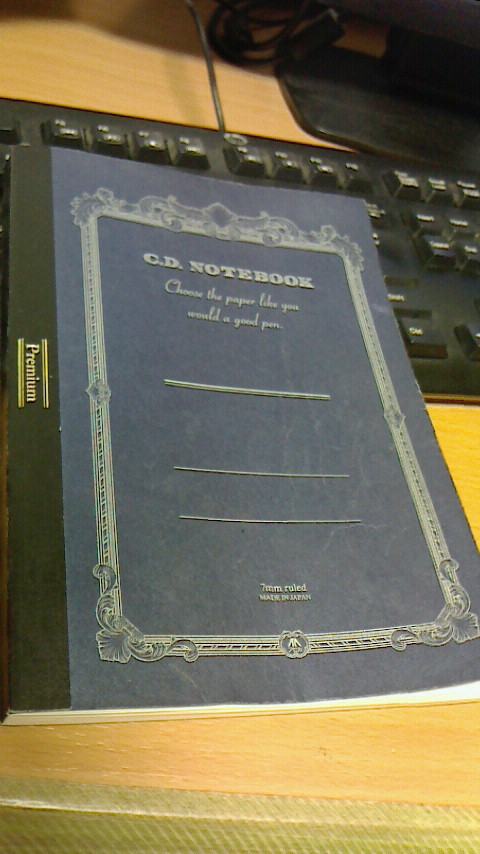 C.D. NOTEBOOK
Choose the paper like you
would a good pen.
Premium
7mm ruled
MADE IN JAPAN